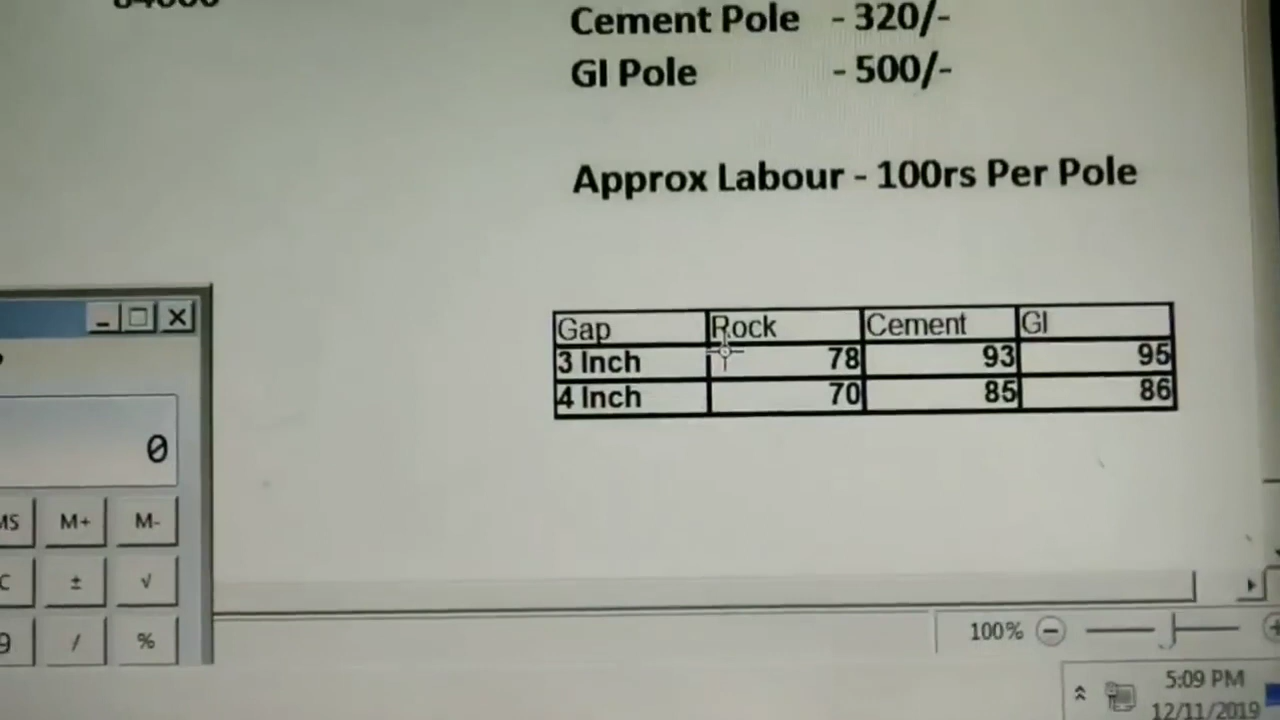 Cement Pole - 320/-
GI Pole - 500/-
Approx Labour - 100rs Per Pole
Gap Rock Cement GI
3 Inch 78 93 95
4 Inch 70 85 86
0
MS M+ M-
C ± √
9 / %
100%
5:09 PM
12/11/2019